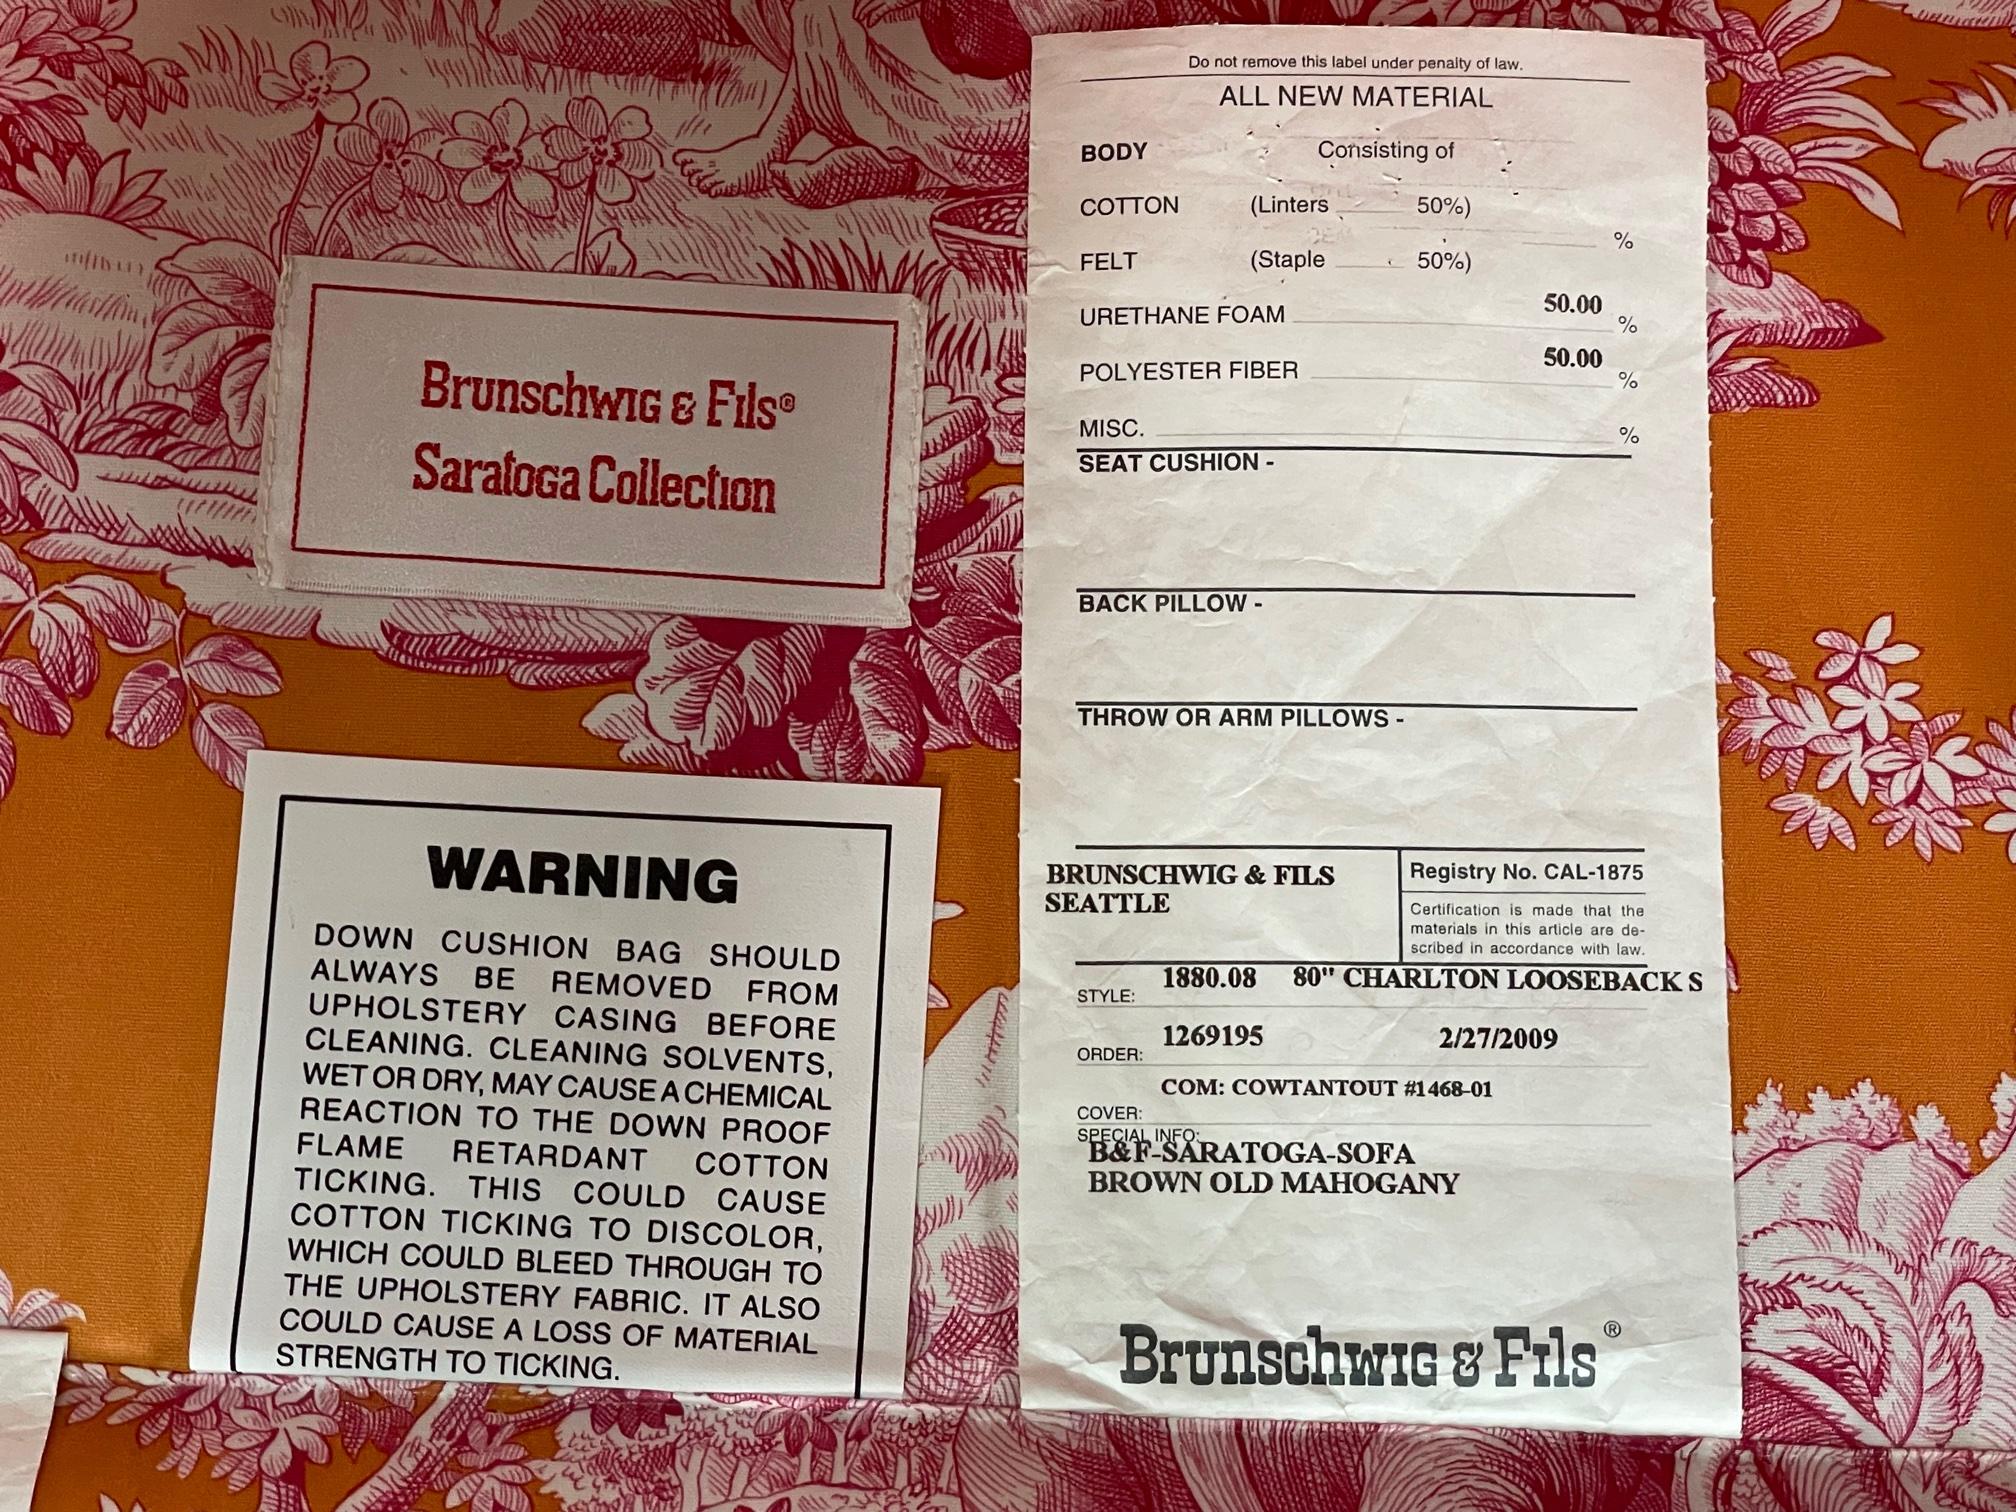 Brunschwig & Fils®
Saratoga Collection
WARNING
DOWN CUSHION BAG SHOULD
ALWAYS BE REMOVED FROM
UPHOLSTERY CASING BEFORE
CLEANING. CLEANING SOLVENTS,
WET OR DRY, MAY CAUSE A CHEMICAL
REACTION TO THE DOWN PROOF
FLAME RETARDANT COTTON
TICKING. THIS COULD CAUSE
COTTON TICKING TO DISCOLOR,
WHICH COULD BLEED THROUGH TO
THE UPHOLSTERY FABRIC. IT ALSO
COULD CAUSE A LOSS OF MATERIAL
STRENGTH TO TICKING.
Do not remove this label under penalty of law.
ALL NEW MATERIAL
BODY Consisting of
COTTON (Linters 50%)
%
FELT (Staple 50%)
URETHANE FOAM 50.00 %
POLYESTER FIBER 50.00 %
MISC. %
SEAT CUSHION -
BACK PILLOW -
THROW OR ARM PILLOWS -
BRUNSCHWIG & FILS
SEATTLE
Registry No. CAL-1875
Certification is made that the
materials in this article are de-
scribed in accordance with law.
STYLE: 1880.08 80" CHARLTON LOOSEBACK S
ORDER: 1269195 2/27/2009
COM: COWTANTOUT #1468-01
COVER:
SPECIAL INFO:
B&F-SARATOGA-SOFA
BROWN OLD MAHOGANY
Brunschwig & Fils®